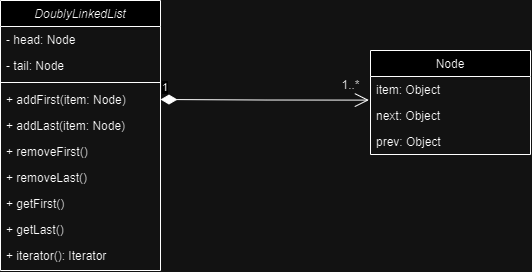 DoublyLinkedList
- head: Node
- tail: Node
+ addFirst(item: Node)
+ addLast(item: Node)
+ removeFirst()
+ removeLast()
+ getFirst()
+ getLast()
+ iterator(): Iterator
1
1..*
Node
item: Object
next: Object
prev: Object